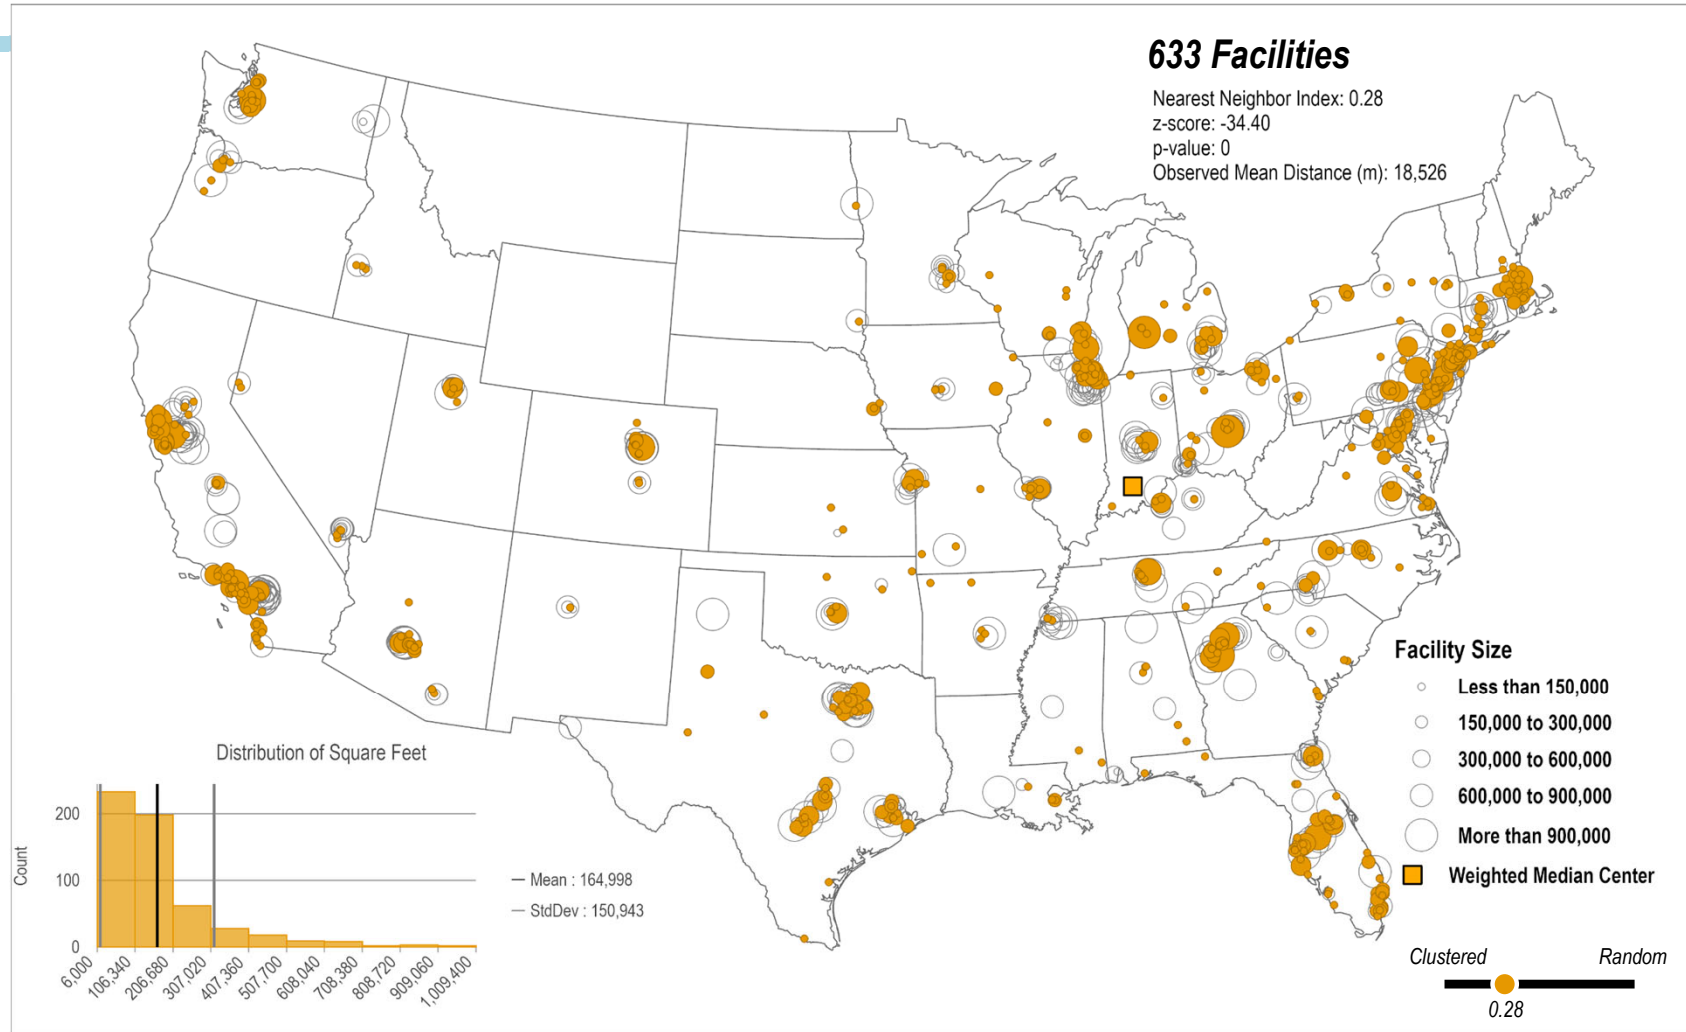 633 Facilities
Nearest Neighbor Index: 0.28
z-score: -34.40
p-value: 0
Observed Mean Distance (m): 18,526
Facility Size
Less than 150,000
150,000 to 300,000
300,000 to 600,000
600,000 to 900,000
More than 900,000
Weighted Median Center
Distribution of Square Feet
Count
200
100
0
6,000
106,340
206,680
307,020
407,360
507,700
608,040
708,380
808,720
909,060
1,009,400
Mean : 164,998
StdDev : 150,943
Clustered
Random
0.28